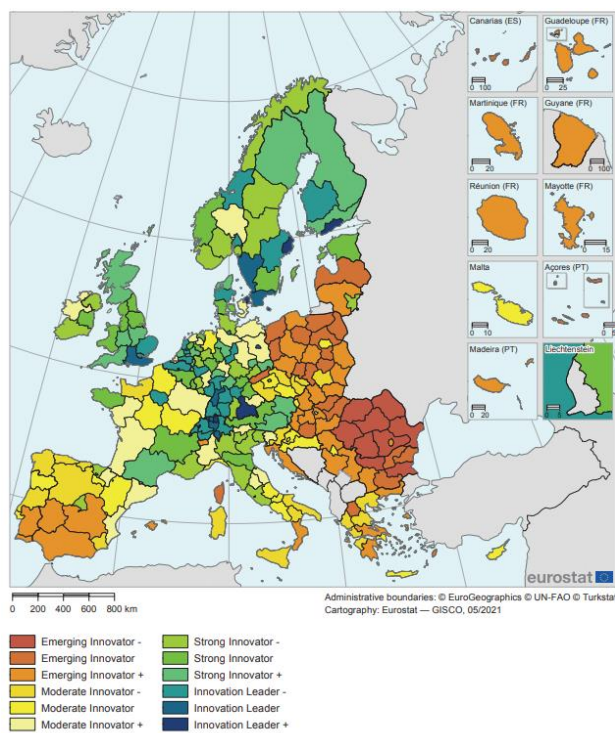 Canarias (ES)
0 100
Guadeloupe (FR)
0 25
Martinique (FR)
0 20
Guyane (FR)
0 100
Réunion (FR)
0 20
Mayotte (FR)
0 15
Malta
0 10
Açores (PT)
0 5
Madeira (PT)
0 20
Liechtenstein
0 5
eurostat
0 200 400 600 800 km
Administrative boundaries: © EuroGeographics © UN-FAO © Turkstat
Cartography: Eurostat — GISCO, 05/2021
Emerging Innovator -
Emerging Innovator
Emerging Innovator +
Moderate Innovator -
Moderate Innovator
Moderate Innovator +
Strong Innovator -
Strong Innovator
Strong Innovator +
Innovation Leader -
Innovation Leader
Innovation Leader +